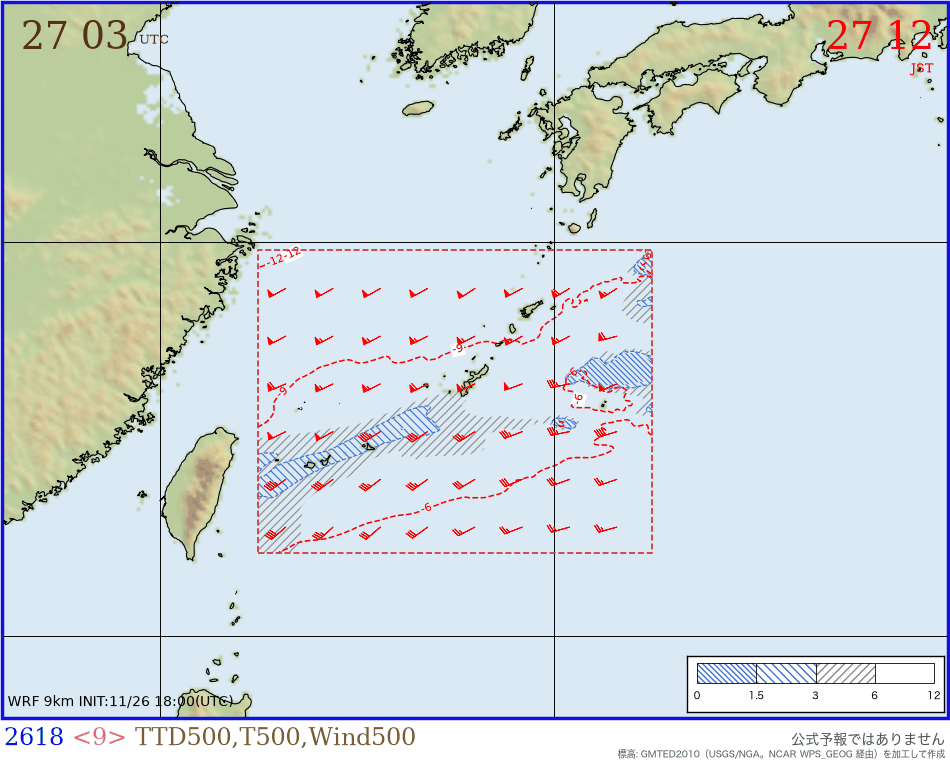 27 03 UTC
27 12
JST
-12-12
-9
-9
-6
-6
-6
WRF 9km INIT:11/26 18:00(UTC)
0 1.5 3 6 12
2618 <9> TTD500,T500,Wind500
公式予報ではありません
標高: GMTED2010（USGS/NGA。NCAR WPS_GEOG 経由）を加工して作成